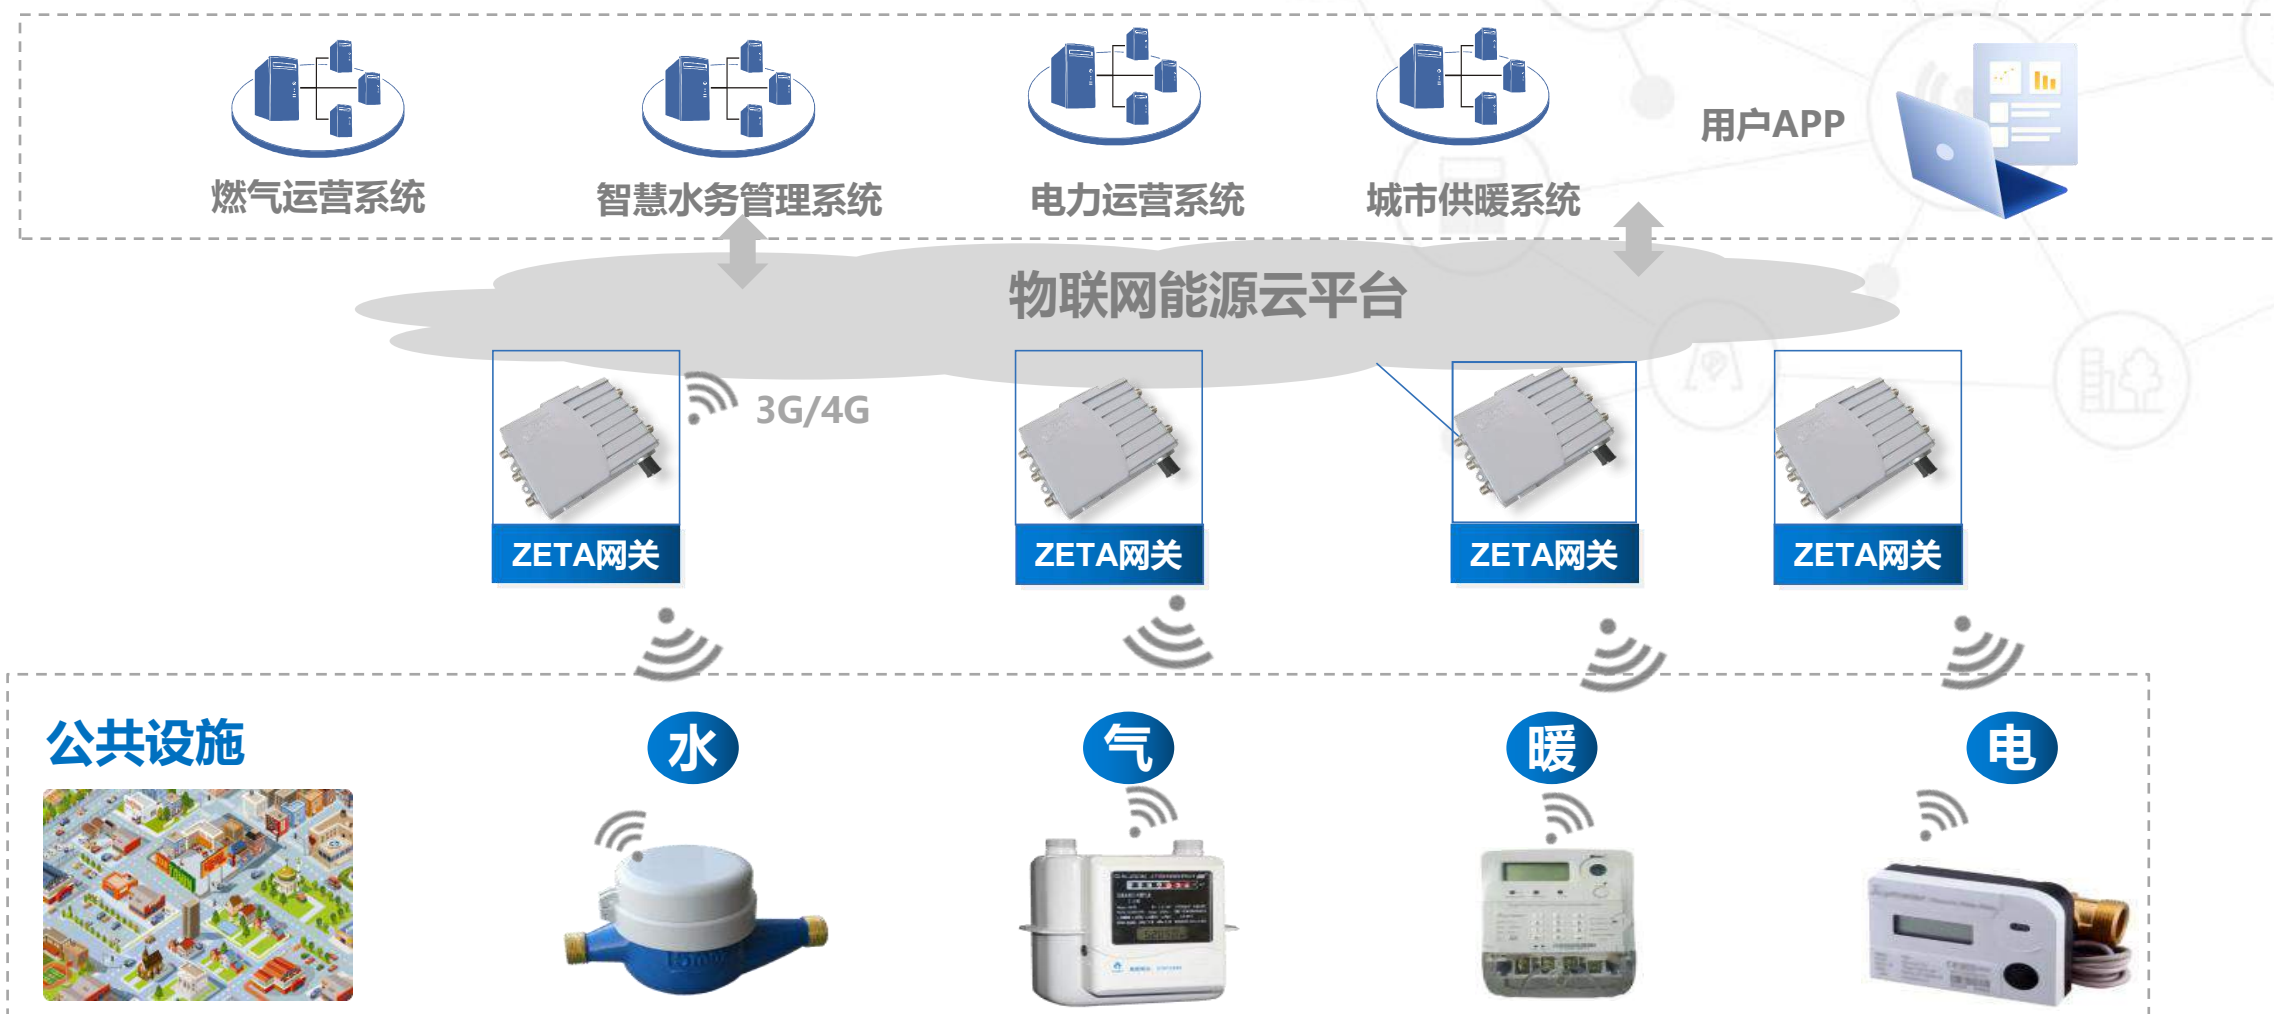 用户APP
燃气运营系统
智慧水务管理系统
电力运营系统
城市供暖系统
物联网能源云平台
3G/4G
ZETA网关
ZETA网关
ZETA网关
ZETA网关
公共设施
水
气
暖
电